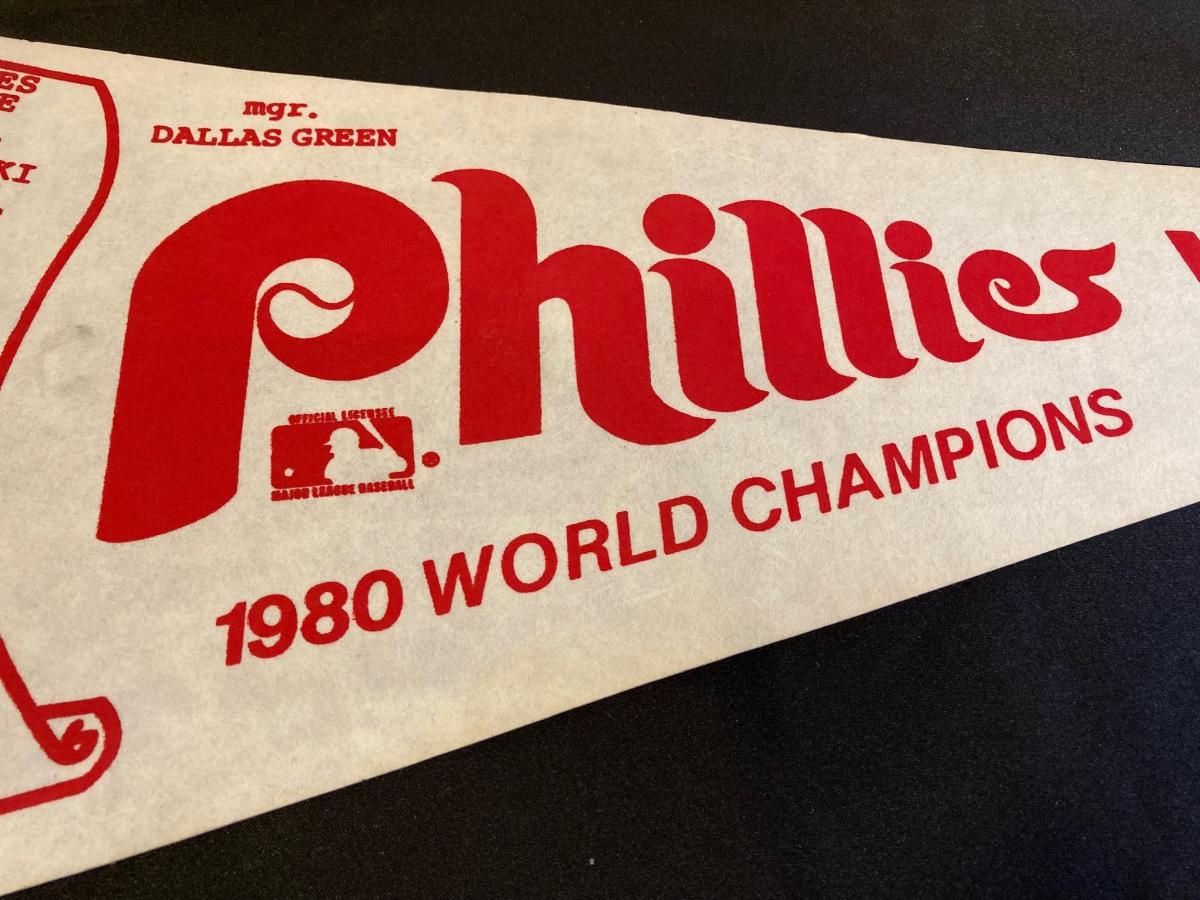 mgr.
DALLAS GREEN
Phillies
OFFICIAL LICENSEE
MAJOR LEAGUE BASEBALL
1980 WORLD CHAMPIONS